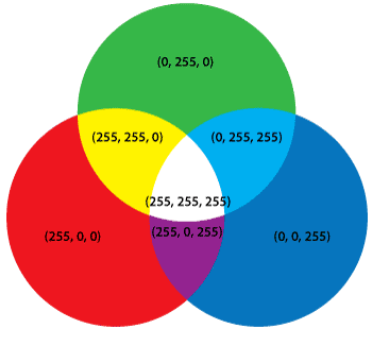 (0, 255, 0)
(255, 255, 0)
(0, 255, 255)
(255, 255, 255)
(255, 0, 255)
(255, 0, 0)
(0, 0, 255)